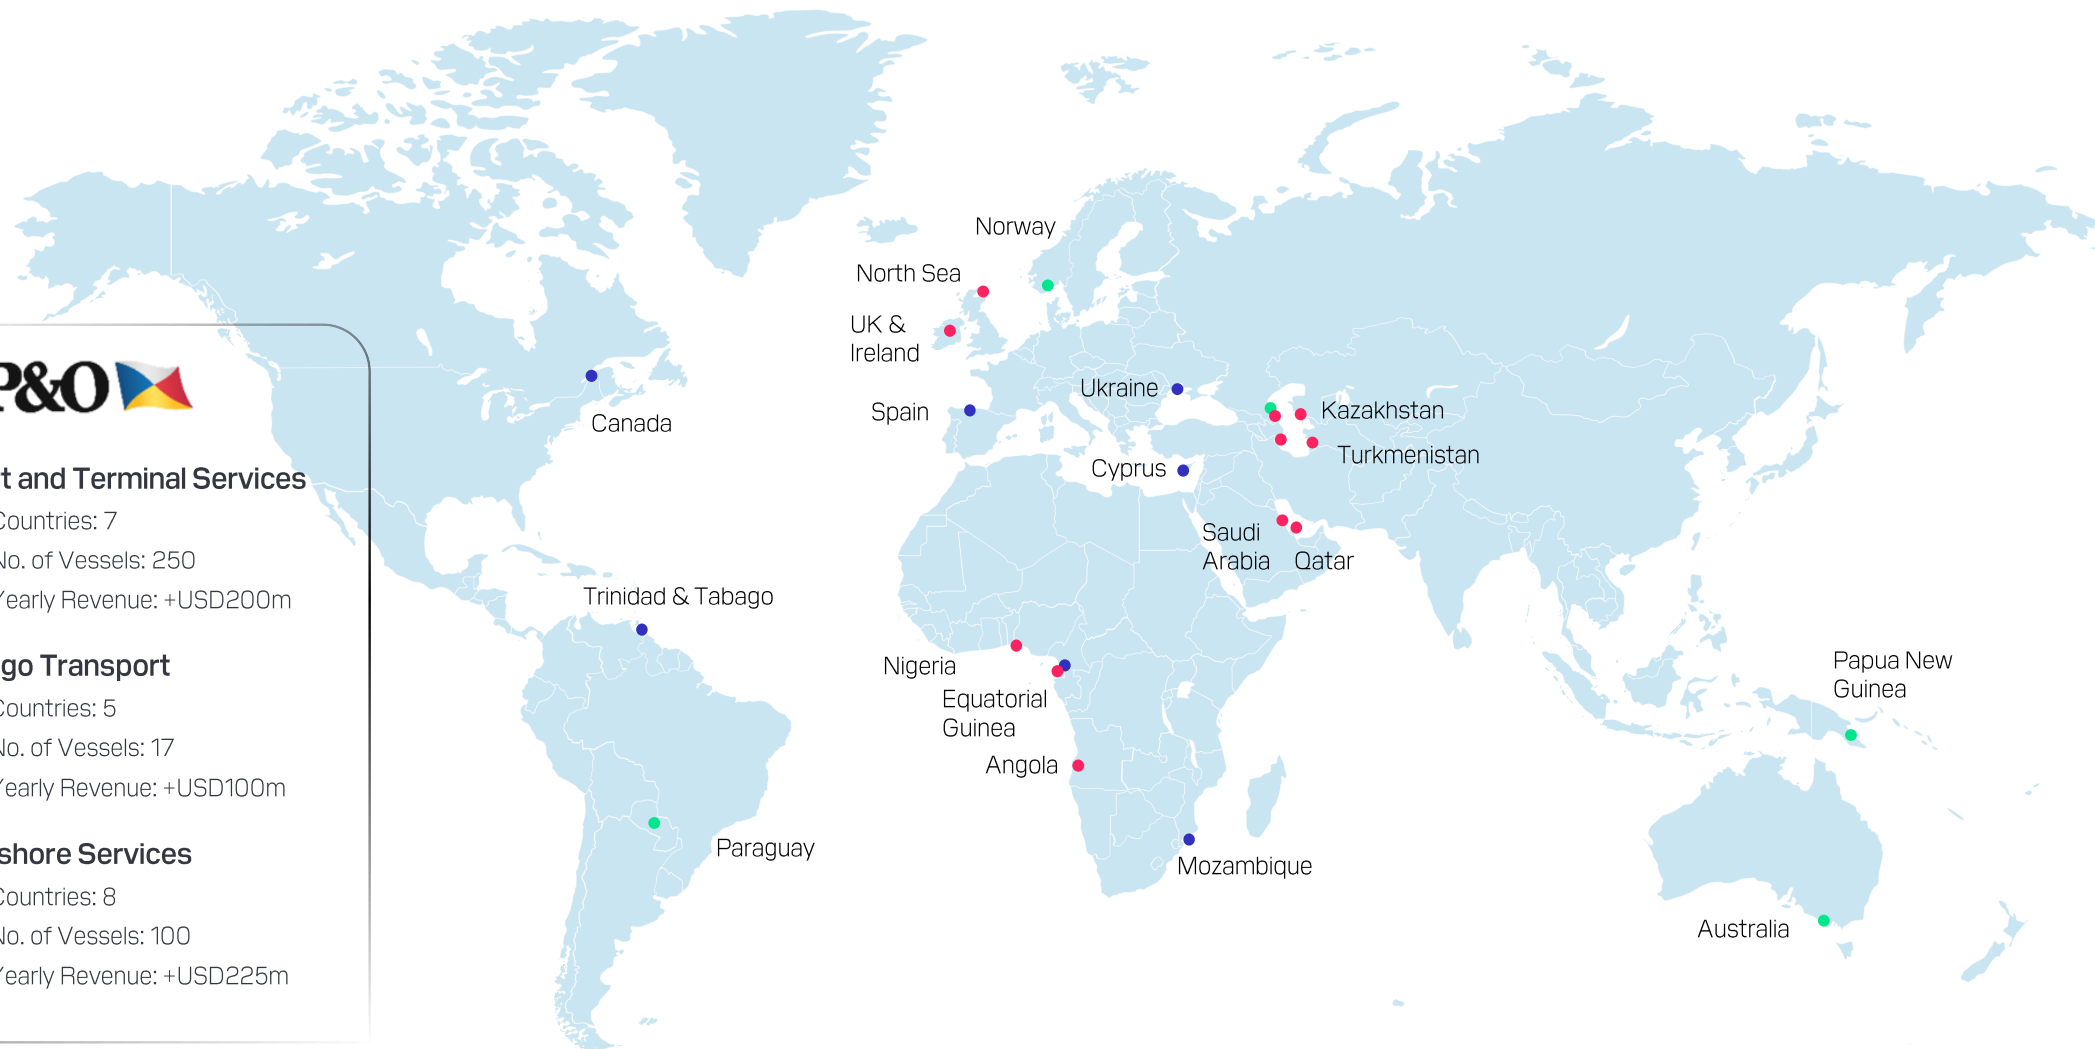 P&O
t and Terminal Services
Countries: 7
No. of Vessels: 250
Yearly Revenue: +USD200m
go Transport
Countries: 5
No. of Vessels: 17
Yearly Revenue: +USD100m
shore Services
Countries: 8
No. of Vessels: 100
Yearly Revenue: +USD225m
Norway
North Sea
UK &
Ireland
Ukraine
Spain
Kazakhstan
Canada
Turkmenistan
Cyprus
Saudi
Arabia
Qatar
Trinidad & Tabago
Nigeria
Equatorial
Guinea
Angola
Papua New
Guinea
Paraguay
Mozambique
Australia